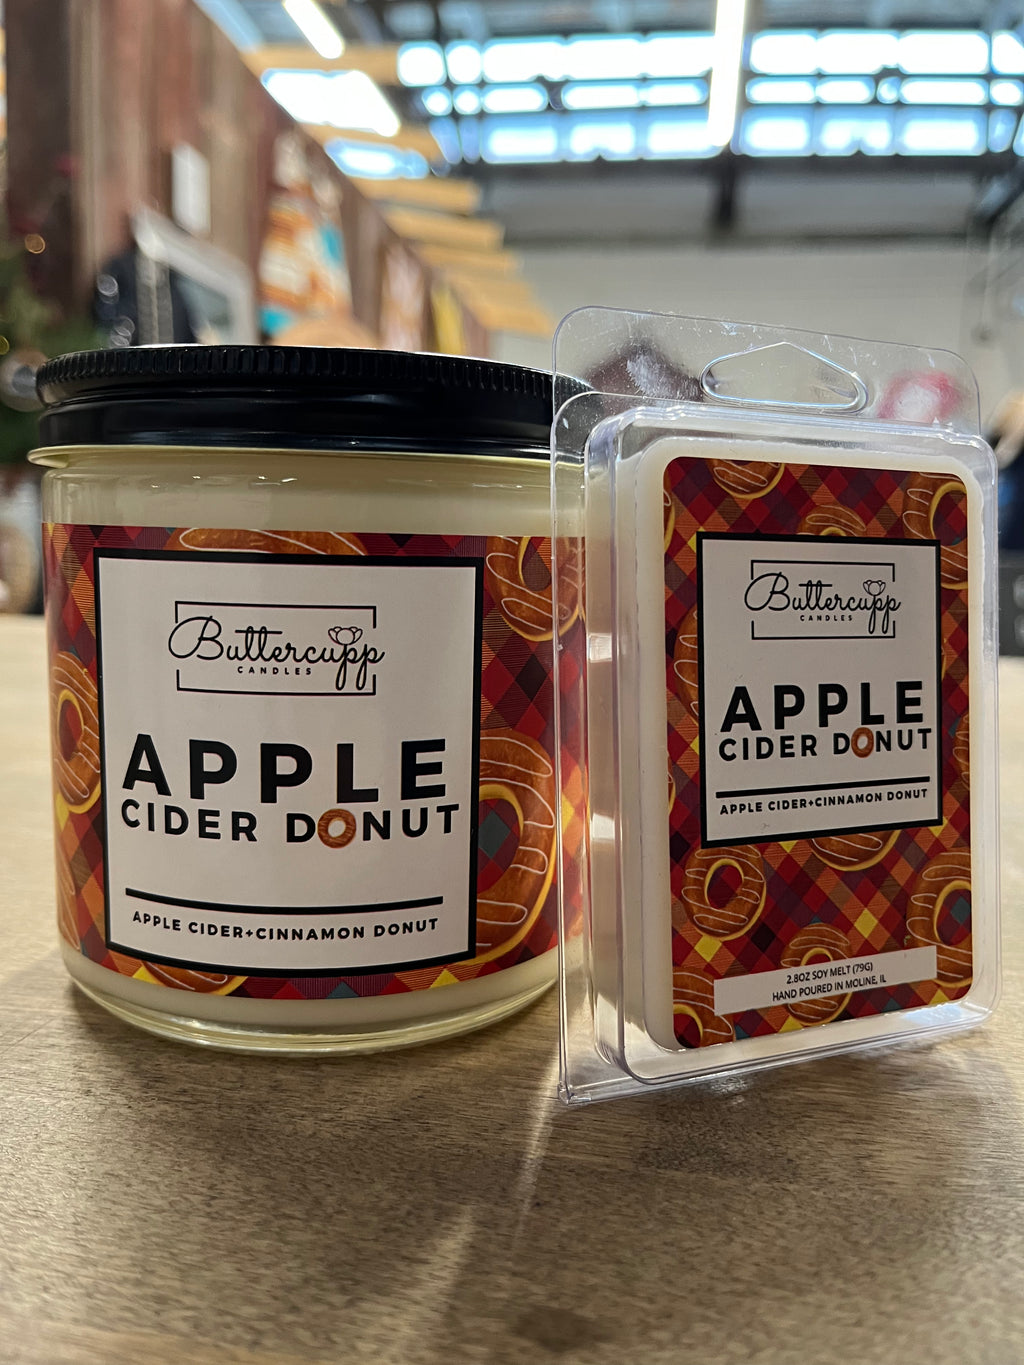 Buttercupp
CANDLES
APPLE
CIDER DONUT
APPLE CIDER+CINNAMON DONUT
Buttercupp
CANDLES
APPLE
CIDER DONUT
APPLE CIDER+CINNAMON DONUT
2.8OZ SOY MELT (79G)
HAND POURED IN MOLINE, IL